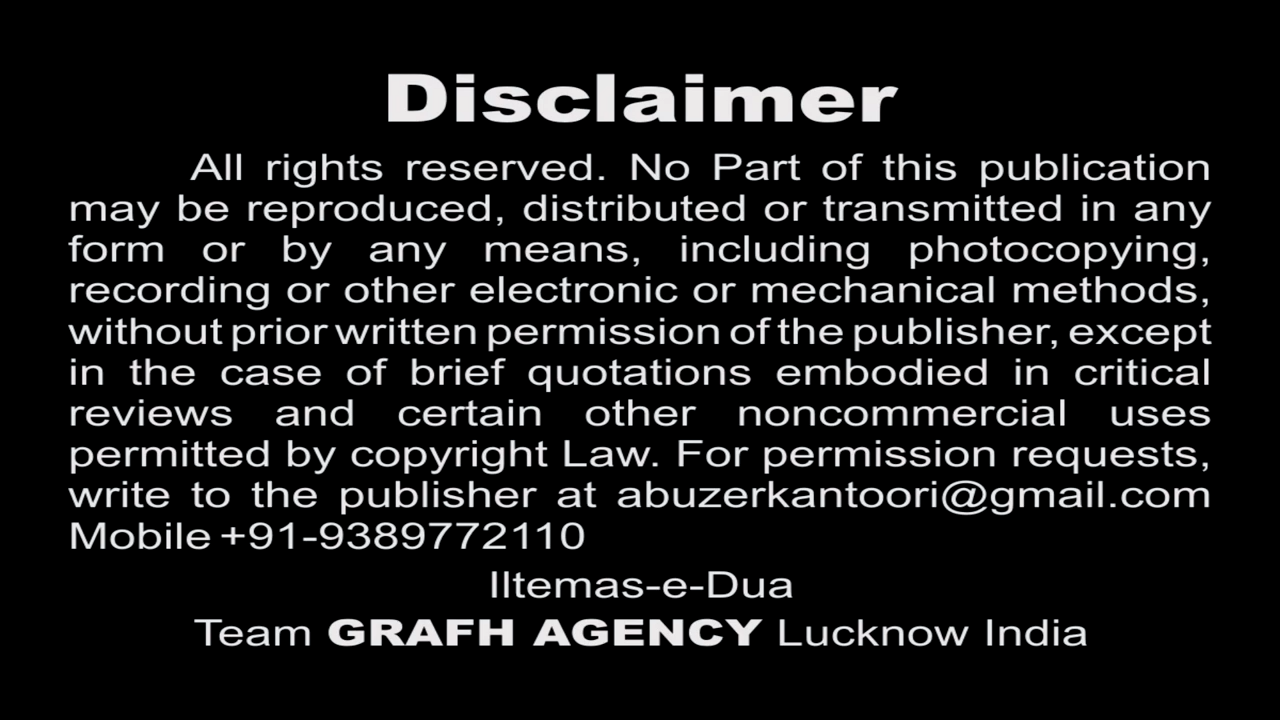 Disclaimer
All rights reserved. No Part of this publication
may be reproduced, distributed or transmitted in any
form or by any means, including photocopying,
recording or other electronic or mechanical methods,
without prior written permission of the publisher, except
in the case of brief quotations embodied in critical
reviews and certain other noncommercial uses
permitted by copyright Law. For permission requests,
write to the publisher at abuzerkantoori@gmail.com
Mobile +91-9389772110
Iltemas-e-Dua
Team GRAFH AGENCY Lucknow India